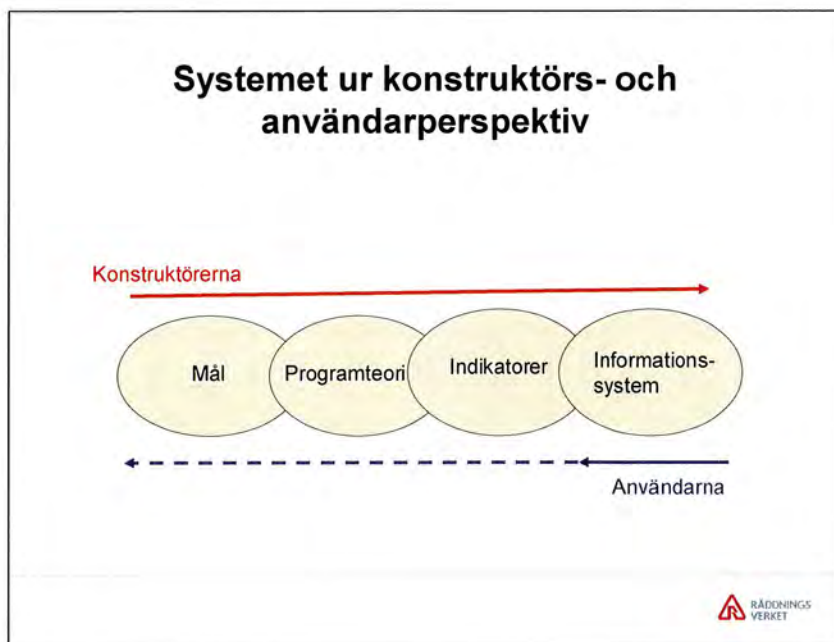 Systemet ur konstruktörs- och
användarperspektiv
Konstruktörerna
Mål
Programteori
Indikatorer
Informations-
system
Användarna
RÄDDNINGS
VERKET